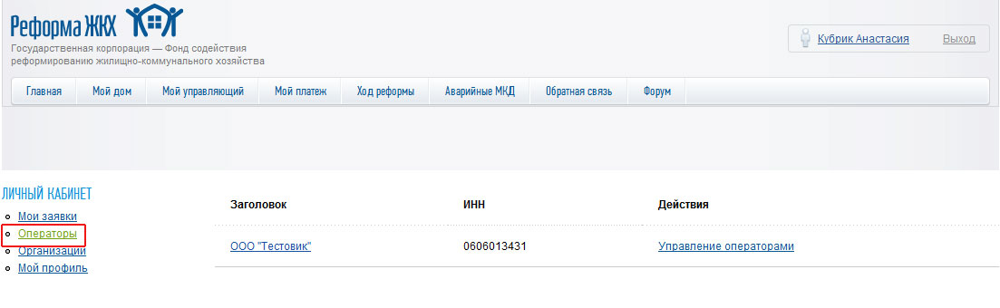 Реформа ЖКХ
Государственная корпорация — Фонд содействия
реформированию жилищно-коммунального хозяйства
Кубрик Анастасия Выход
Главная Мой дом Мой управляющий Мой платеж Ход реформы Аварийные МКД Обратная связь Форум
ЛИЧНЫЙ КАБИНЕТ
Мои заявки
Операторы
Организации
Мой профиль
Заголовок ИНН Действия
ООО "Тестовик" 0606013431 Управление операторами